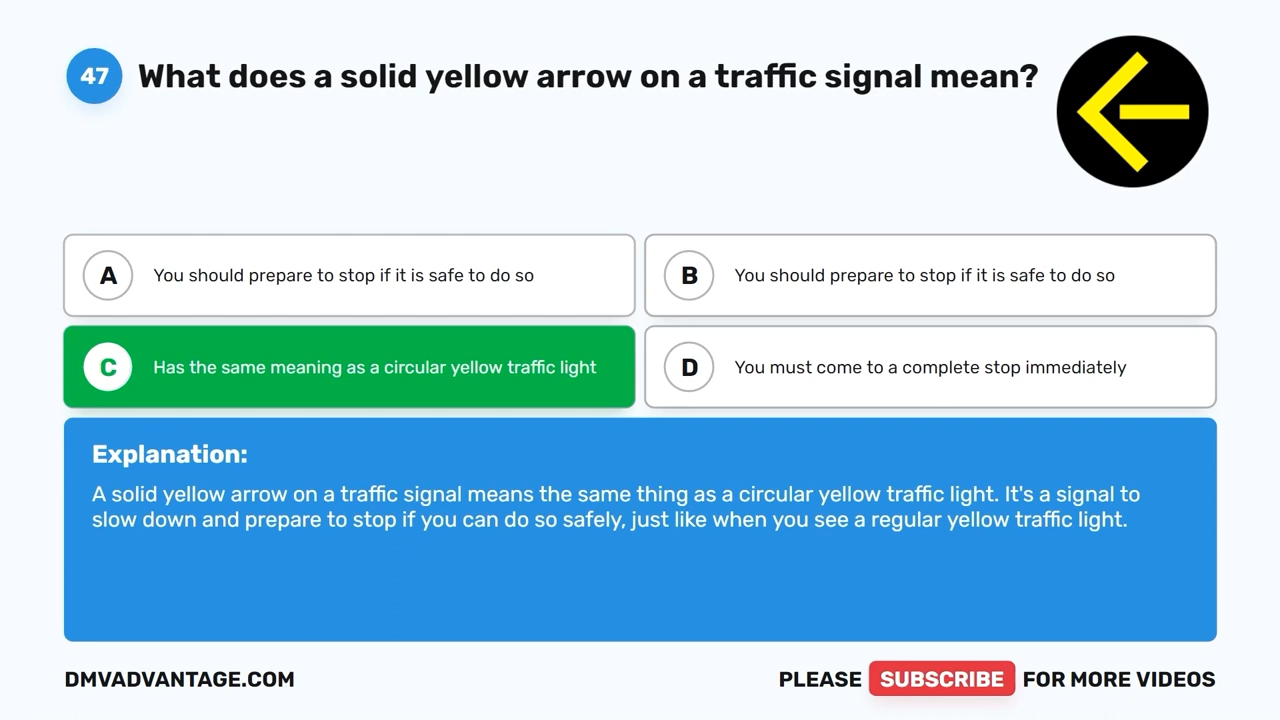 47 What does a solid yellow arrow on a traffic signal mean?
A You should prepare to stop if it is safe to do so
B You should prepare to stop if it is safe to do so
C Has the same meaning as a circular yellow traffic light
D You must come to a complete stop immediately
Explanation:
A solid yellow arrow on a traffic signal means the same thing as a circular yellow traffic light. It's a signal to
slow down and prepare to stop if you can do so safely, just like when you see a regular yellow traffic light.
DMVADVANTAGE.COM
PLEASE SUBSCRIBE FOR MORE VIDEOS